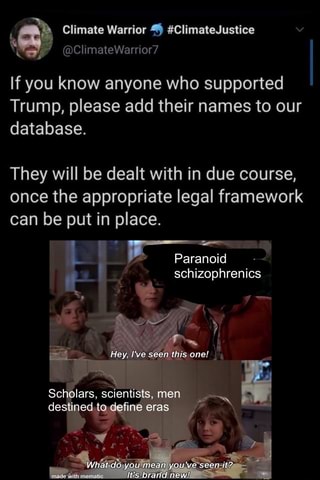 Climate Warrior 🐬 #ClimateJustice
@ClimateWarrior7
If you know anyone who supported
Trump, please add their names to our
database.
They will be dealt with in due course,
once the appropriate legal framework
can be put in place.
Paranoid
schizophrenics
Hey, I've seen this one!
Scholars, scientists, men
destined to define eras
What do you mean you've seen it?
It's brand new!
made with mematic